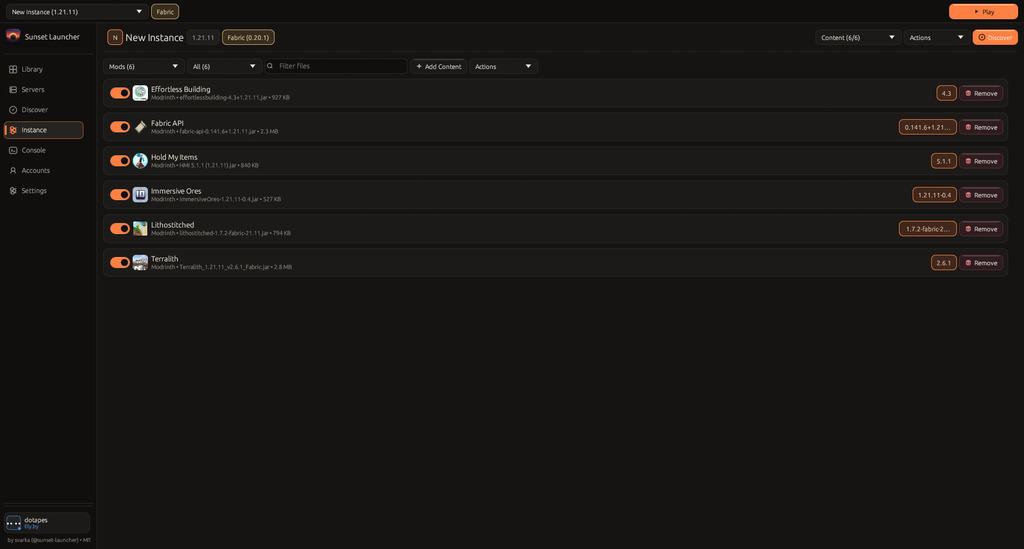 New Instance (1.21.11)
Fabric
Play
Sunset Launcher
N New Instance 1.21.11 Fabric (0.20.1)
Content (6/6)
Actions
Discover
Library
Servers
Discover
Instance
Console
Accounts
Settings
Mods (6)
All (6)
Filter files
+ Add Content
Actions
Effortless Building
Modrinth • effortlessbuilding-4.3+1.21.11.jar • 927 KB
4.3
Remove
Fabric API
Modrinth • fabric-api-0.141.6+1.21.11.jar • 2.3 MB
0.141.6+1.21...
Remove
Hold My Items
Modrinth • HMI 5.1.1 (1.21.11).jar • 840 KB
5.1.1
Remove
Immersive Ores
Modrinth • ImmersiveOres-1.21.11-0.4.jar • 527 KB
1.21.11-0.4
Remove
Lithostitched
Modrinth • lithostitched-1.7.2-fabric-21.11.jar • 794 KB
1.7.2-fabric-2...
Remove
Terralith
Modrinth • Terralith_1.21.11_v2.6.1_Fabric.jar • 2.8 MB
2.6.1
Remove
dotapes
Ely.by
by svarka (@sunset-launcher) • MIT